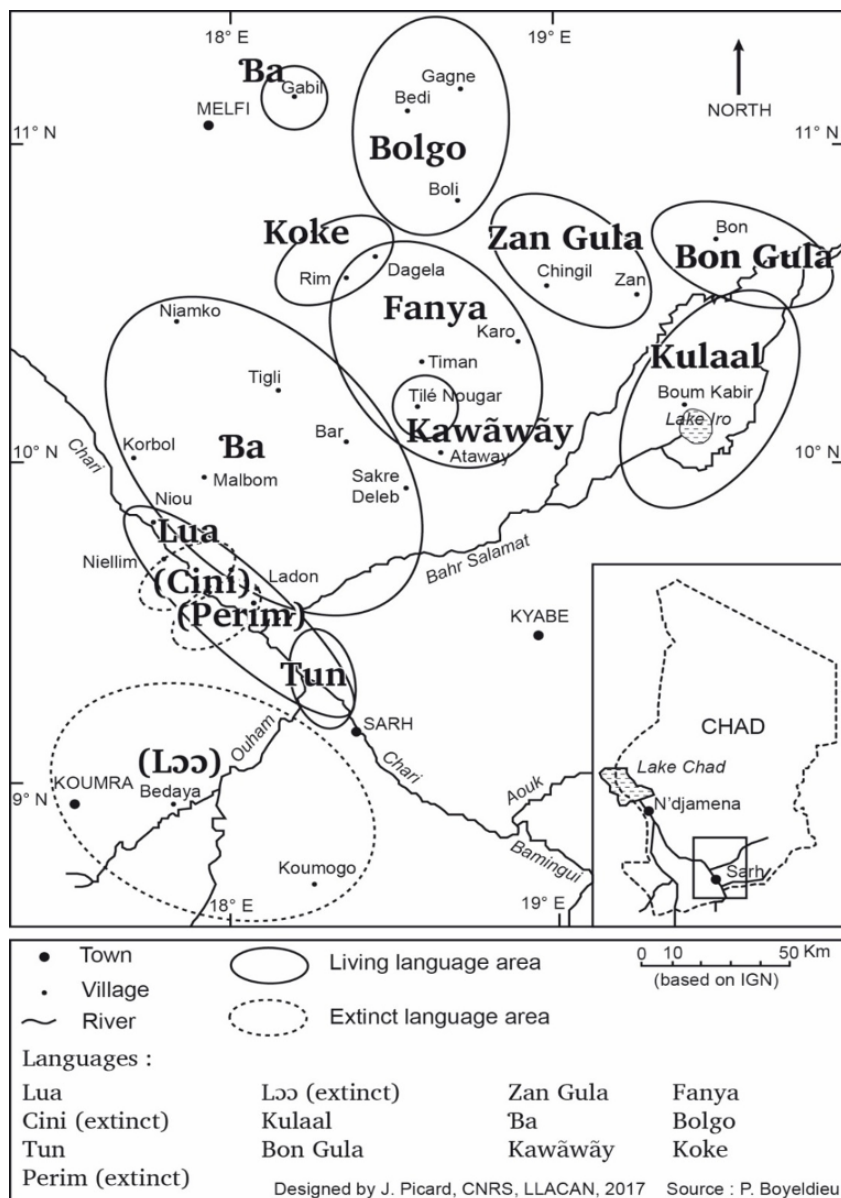 18° E
19° E
Ɓa
Gabil
MELFI
Gagne
Bedi
NORTH
11° N
11° N
Bolgo
Boli
Koke
Zan Gula
Bon
Bon Gula
Rim
Dagela
Chingil
Zan
Fanya
Niamko
Karo
Kulaal
Timan
Tigli
Boum Kabir
Tilé Nougar
Lake Iro
Kawãwãy
Chari
Bar
10° N
10° N
Korbol
Ɓa
Ataway
Malbom
Sakre
Deleb
Niou
Lua
Bahr Salamat
Niellim
(Cini)
Ladon
(Perim)
KYABE
Tun
SARH
CHAD
Ouham
Chari
(Lɔɔ)
Lake Chad
KOUMRA
Aouk
9° N
9° N
Bedaya
N'djamena
Bamingui
Koumogo
Sarh
18° E
19° E
Town
Living language area
0 10 50 Km
(based on IGN)
Village
River
Extinct language area
Languages :
Lua Lɔɔ (extinct) Zan Gula Fanya
Cini (extinct) Kulaal Ɓa Bolgo
Tun Bon Gula Kawãwãy Koke
Perim (extinct)
Designed by J. Picard, CNRS, LLACAN, 2017 Source : P. Boyeldieu